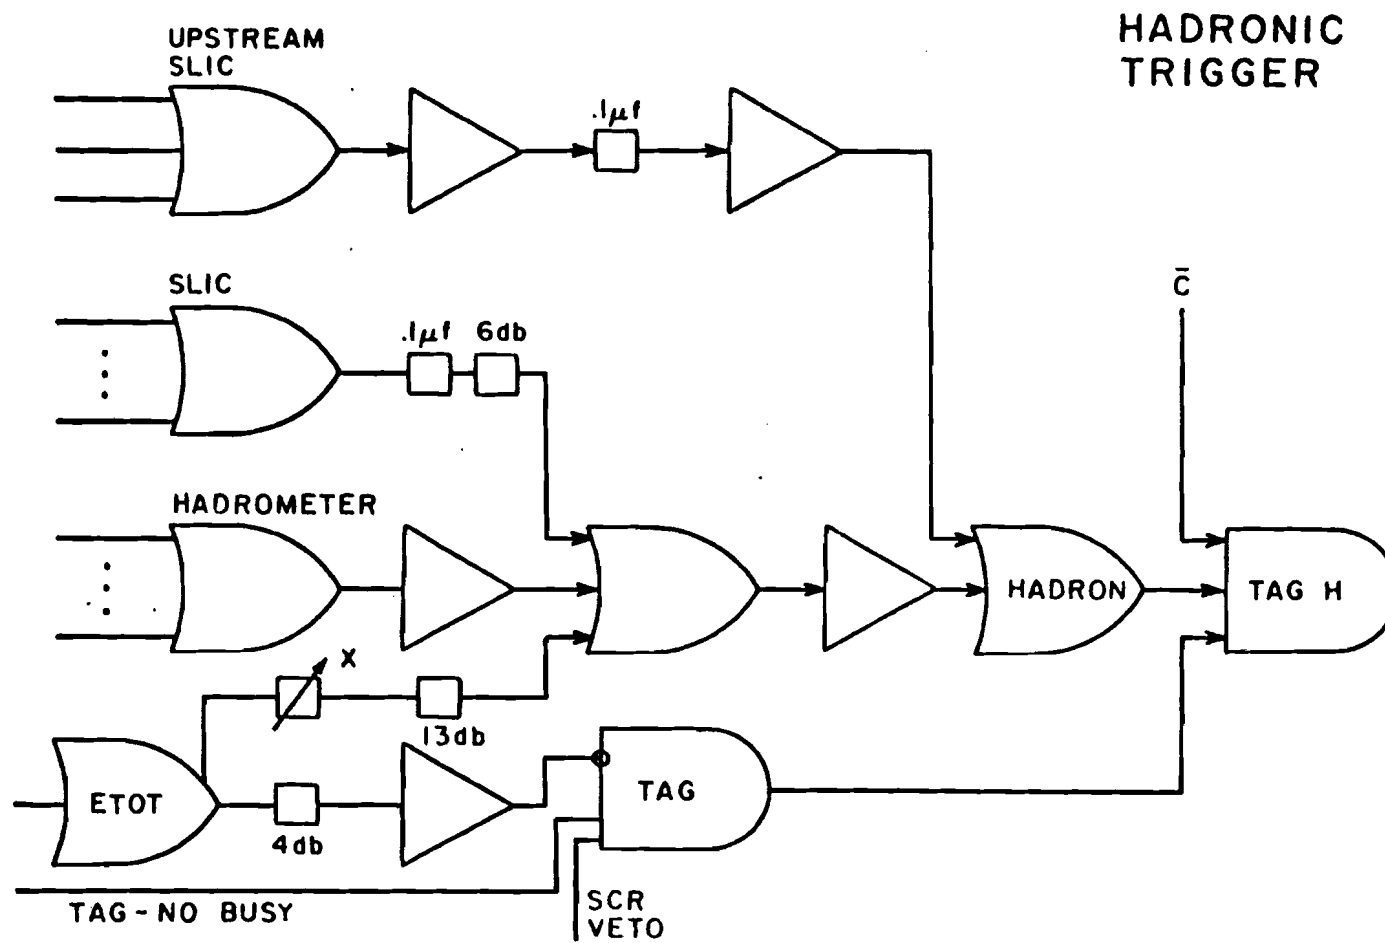 HADRONIC
TRIGGER
UPSTREAM
SLIC
.1μf
SLIC
.1μf 6db
C̄
HADROMETER
HADRON
TAG H
X
13db
ETOT
4db
TAG
TAG-NO BUSY
SCR
VETO